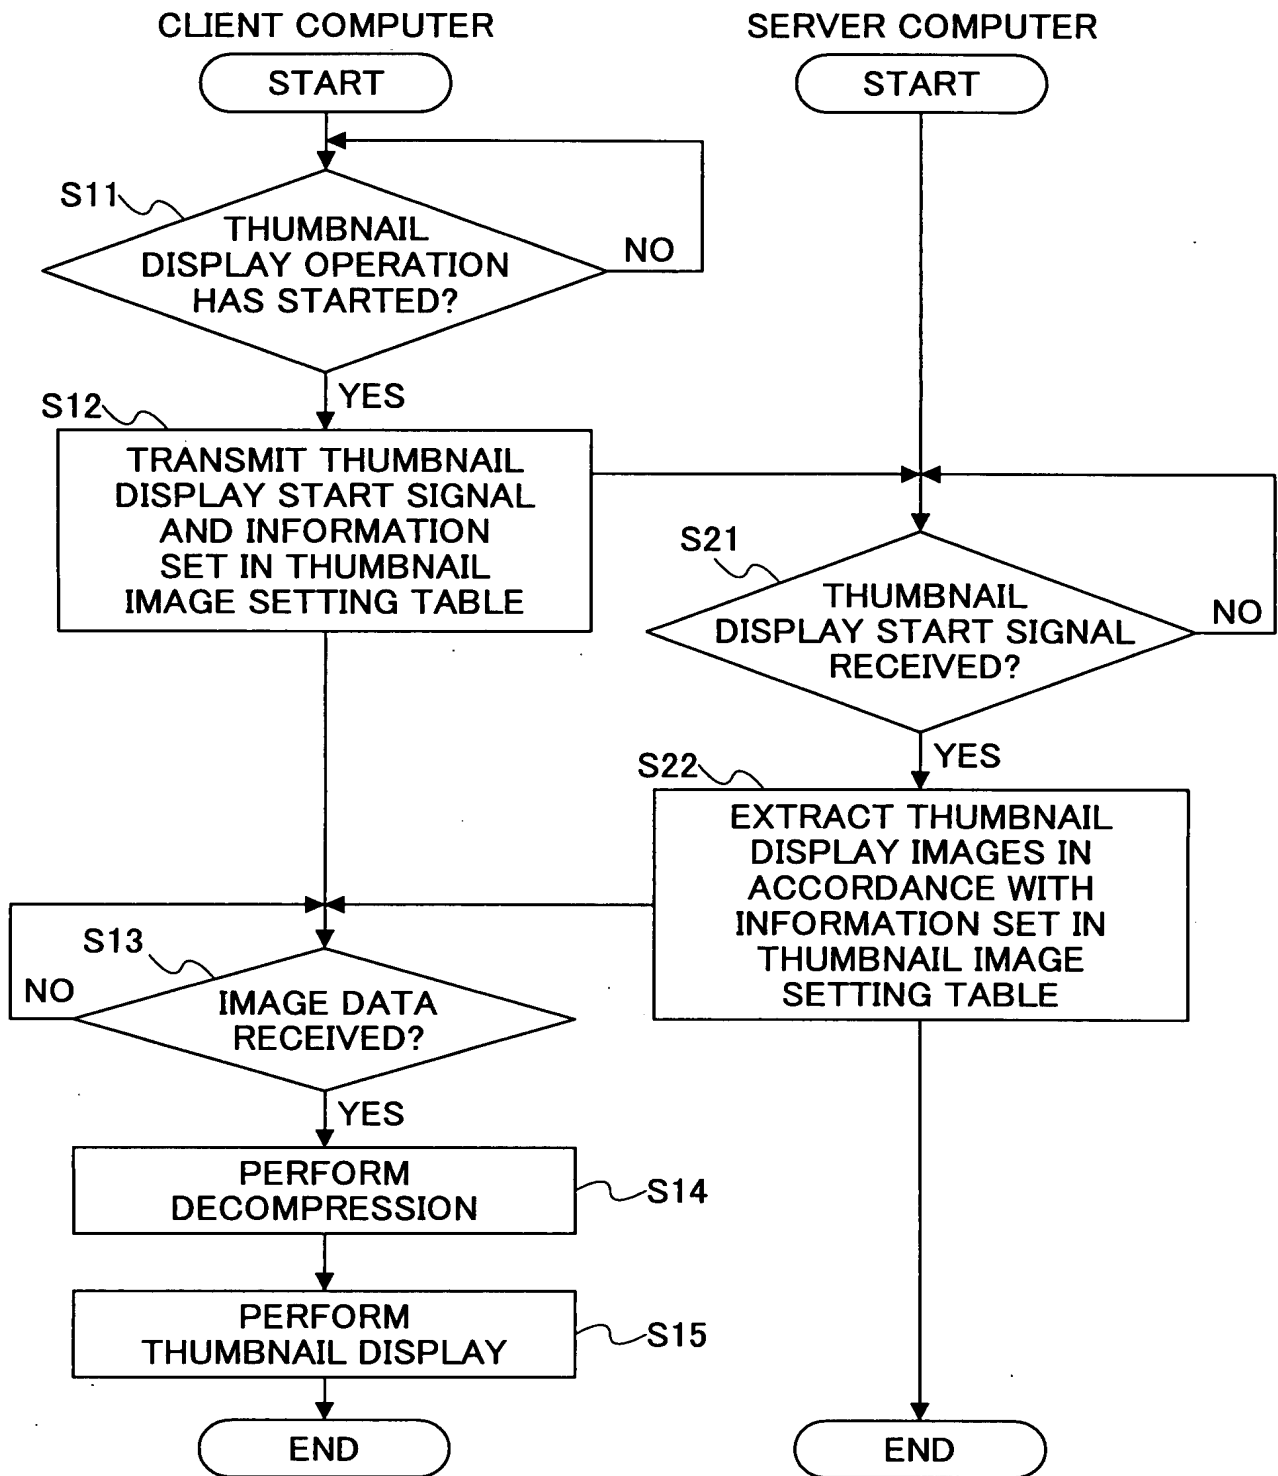 CLIENT COMPUTER
SERVER COMPUTER
START
START
S11
THUMBNAIL
DISPLAY OPERATION
HAS STARTED?
NO
YES
S12
TRANSMIT THUMBNAIL
DISPLAY START SIGNAL
AND INFORMATION
SET IN THUMBNAIL
IMAGE SETTING TABLE
S21
THUMBNAIL
DISPLAY START SIGNAL
RECEIVED?
NO
YES
S22
EXTRACT THUMBNAIL
DISPLAY IMAGES IN
ACCORDANCE WITH
INFORMATION SET IN
THUMBNAIL IMAGE
SETTING TABLE
S13
NO
IMAGE DATA
RECEIVED?
YES
PERFORM
DECOMPRESSION
S14
PERFORM
THUMBNAIL DISPLAY
S15
END
END